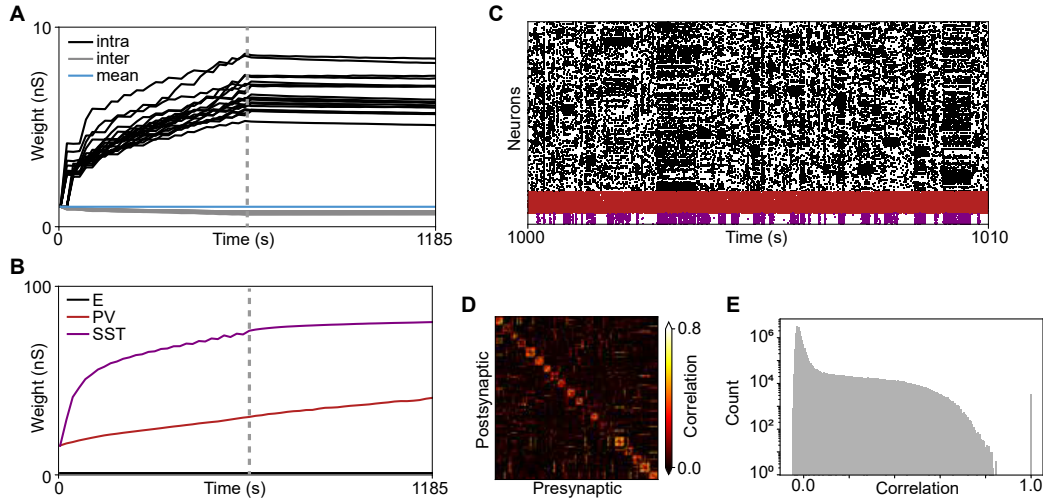 A
10
intra
inter
mean
Weight (nS)
0
0
Time (s)
1185
B
100
E
PV
SST
Weight (nS)
0
0
Time (s)
1185
C
Neurons
1000
Time (s)
1010
D
Postsynaptic
Presynaptic
0.8
Correlation
0.0
E
10⁶
10⁴
10²
10⁰
Count
0.0
Correlation
1.0